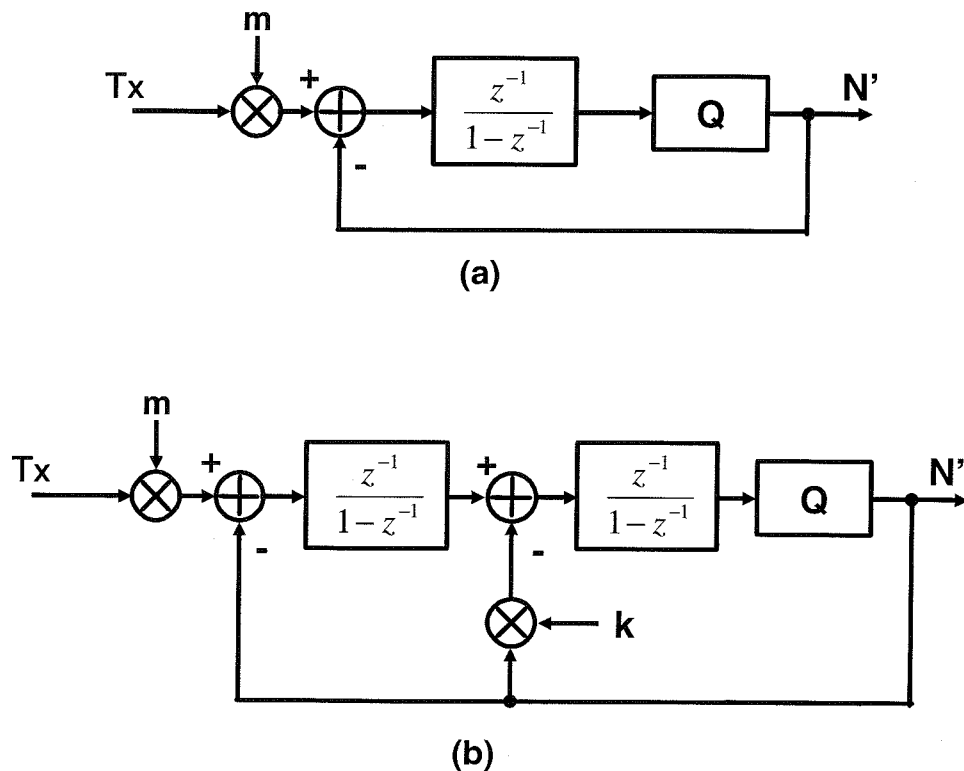 m
Tx
+
-
z⁻¹
1 - z⁻¹
Q
N'
(a)
m
Tx
+
-
z⁻¹
1 - z⁻¹
+
-
k
z⁻¹
1 - z⁻¹
Q
N'
(b)